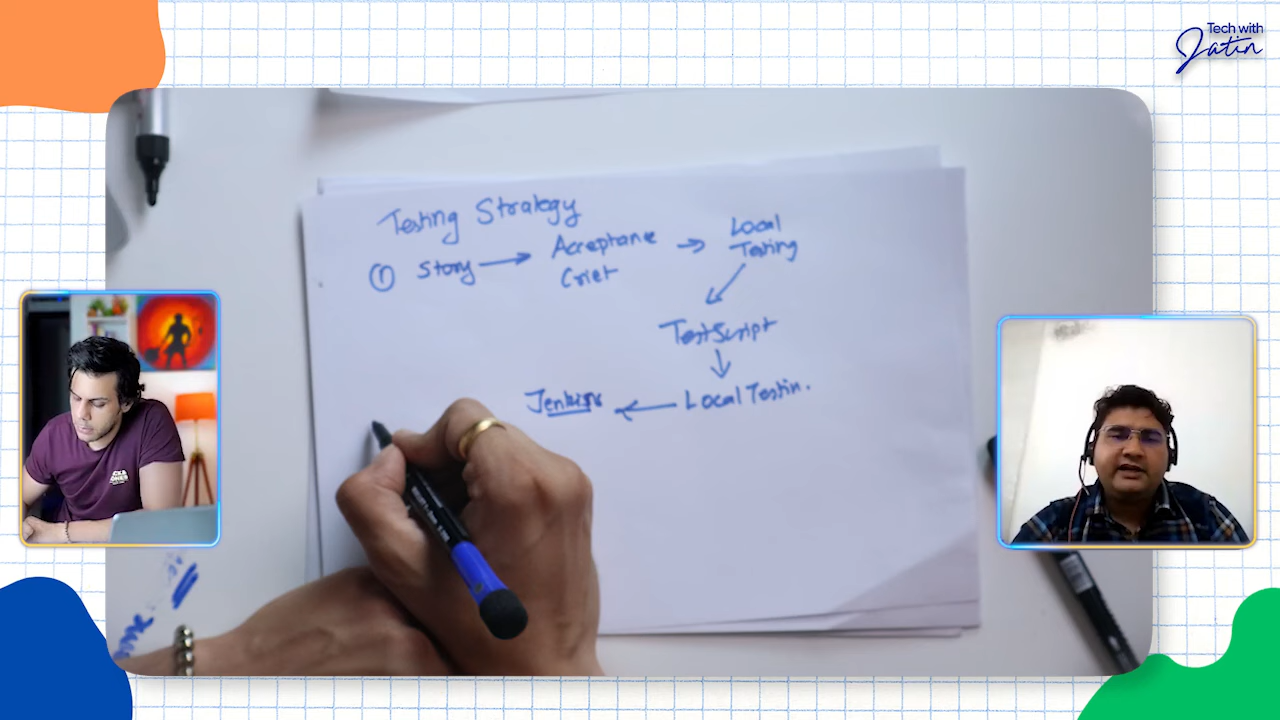 Tech with
Jatin
Testing Strategy
① Story → Acceptance → Local
Criet Testing
TestScript
Jenkins ← Local Testin.